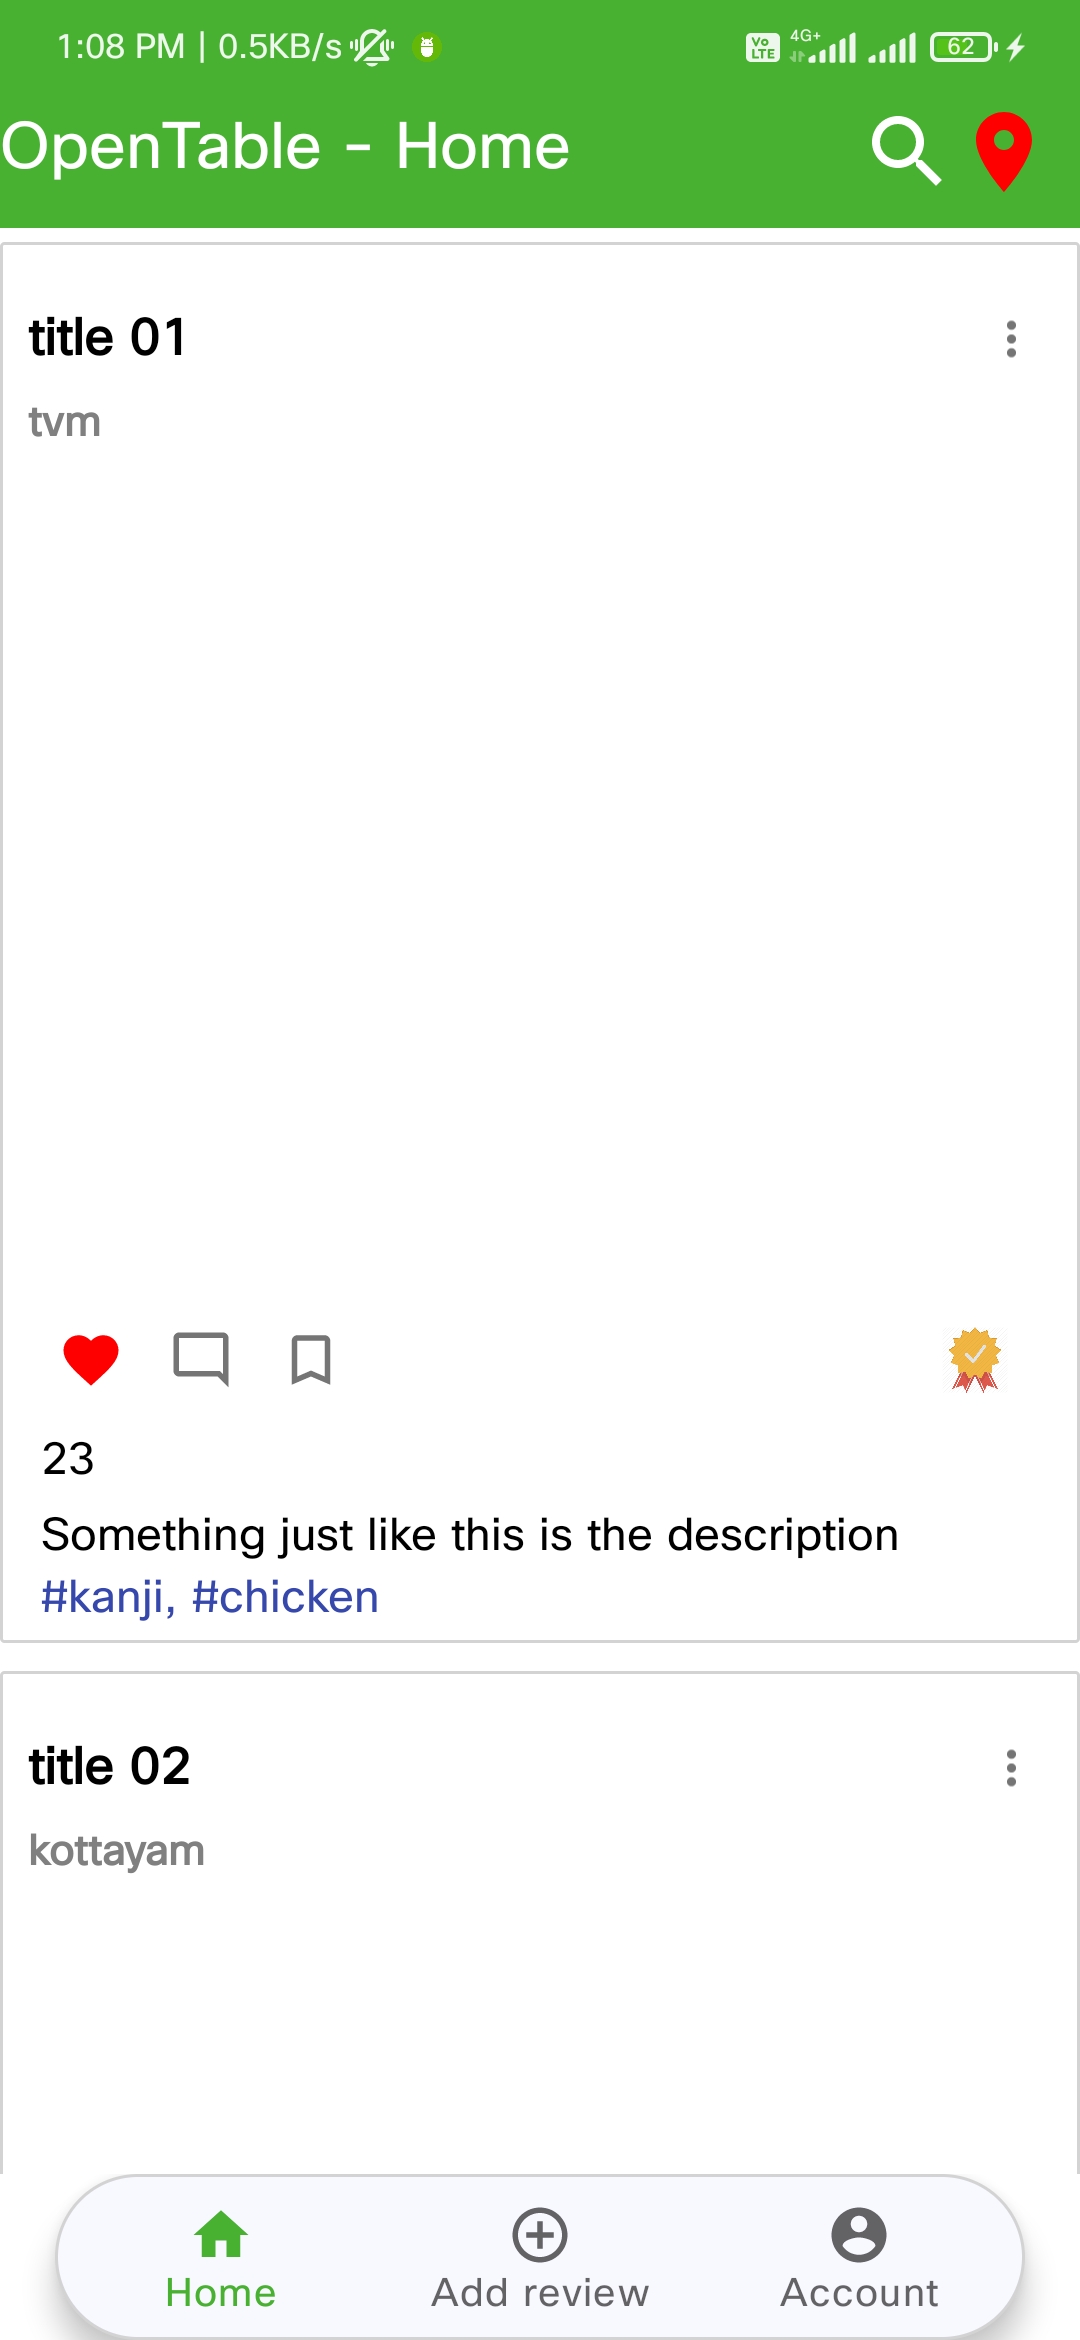 1:08 PM | 0.5KB/s Vo LTE 4G+ 62
OpenTable - Home
title 01
tvm
23
Something just like this is the description
#kanji, #chicken
title 02
kottayam
Home Add review Account